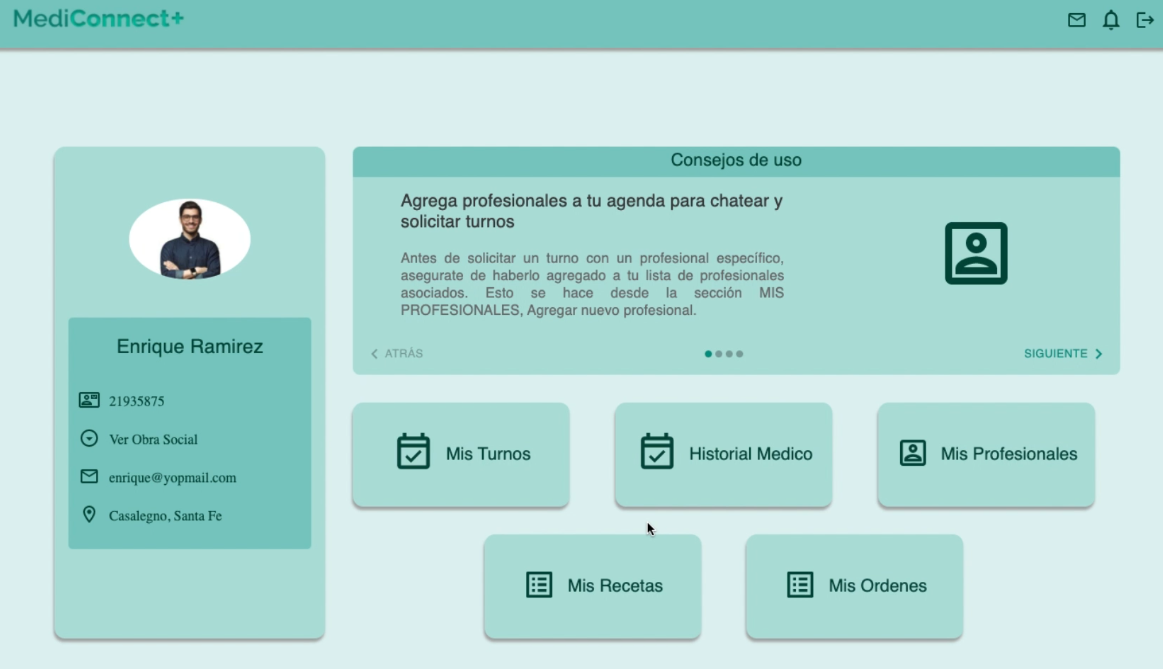 MediConnect+
Enrique Ramirez
21935875
Ver Obra Social
enrique@yopmail.com
Casalegno, Santa Fe
Consejos de uso
Agrega profesionales a tu agenda para chatear y
solicitar turnos
Antes de solicitar un turno con un profesional específico,
asegurate de haberlo agregado a tu lista de profesionales
asociados. Esto se hace desde la sección MIS
PROFESIONALES, Agregar nuevo profesional.
ATRÁS
SIGUIENTE
Mis Turnos
Historial Medico
Mis Profesionales
Mis Recetas
Mis Ordenes